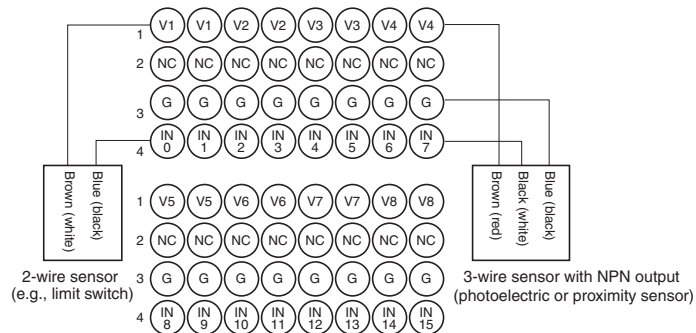 1 V1 V1 V2 V2 V3 V3 V4 V4
2 NC NC NC NC NC NC NC NC
3 G G G G G G G G
4 IN 0 IN 1 IN 2 IN 3 IN 4 IN 5 IN 6 IN 7
Brown (white)
Blue (black)
2-wire sensor
(e.g., limit switch)
Brown (red)
Black (white)
Blue (black)
3-wire sensor with NPN output
(photoelectric or proximity sensor)
1 V5 V5 V6 V6 V7 V7 V8 V8
2 NC NC NC NC NC NC NC NC
3 G G G G G G G G
4 IN 8 IN 9 IN 10 IN 11 IN 12 IN 13 IN 14 IN 15